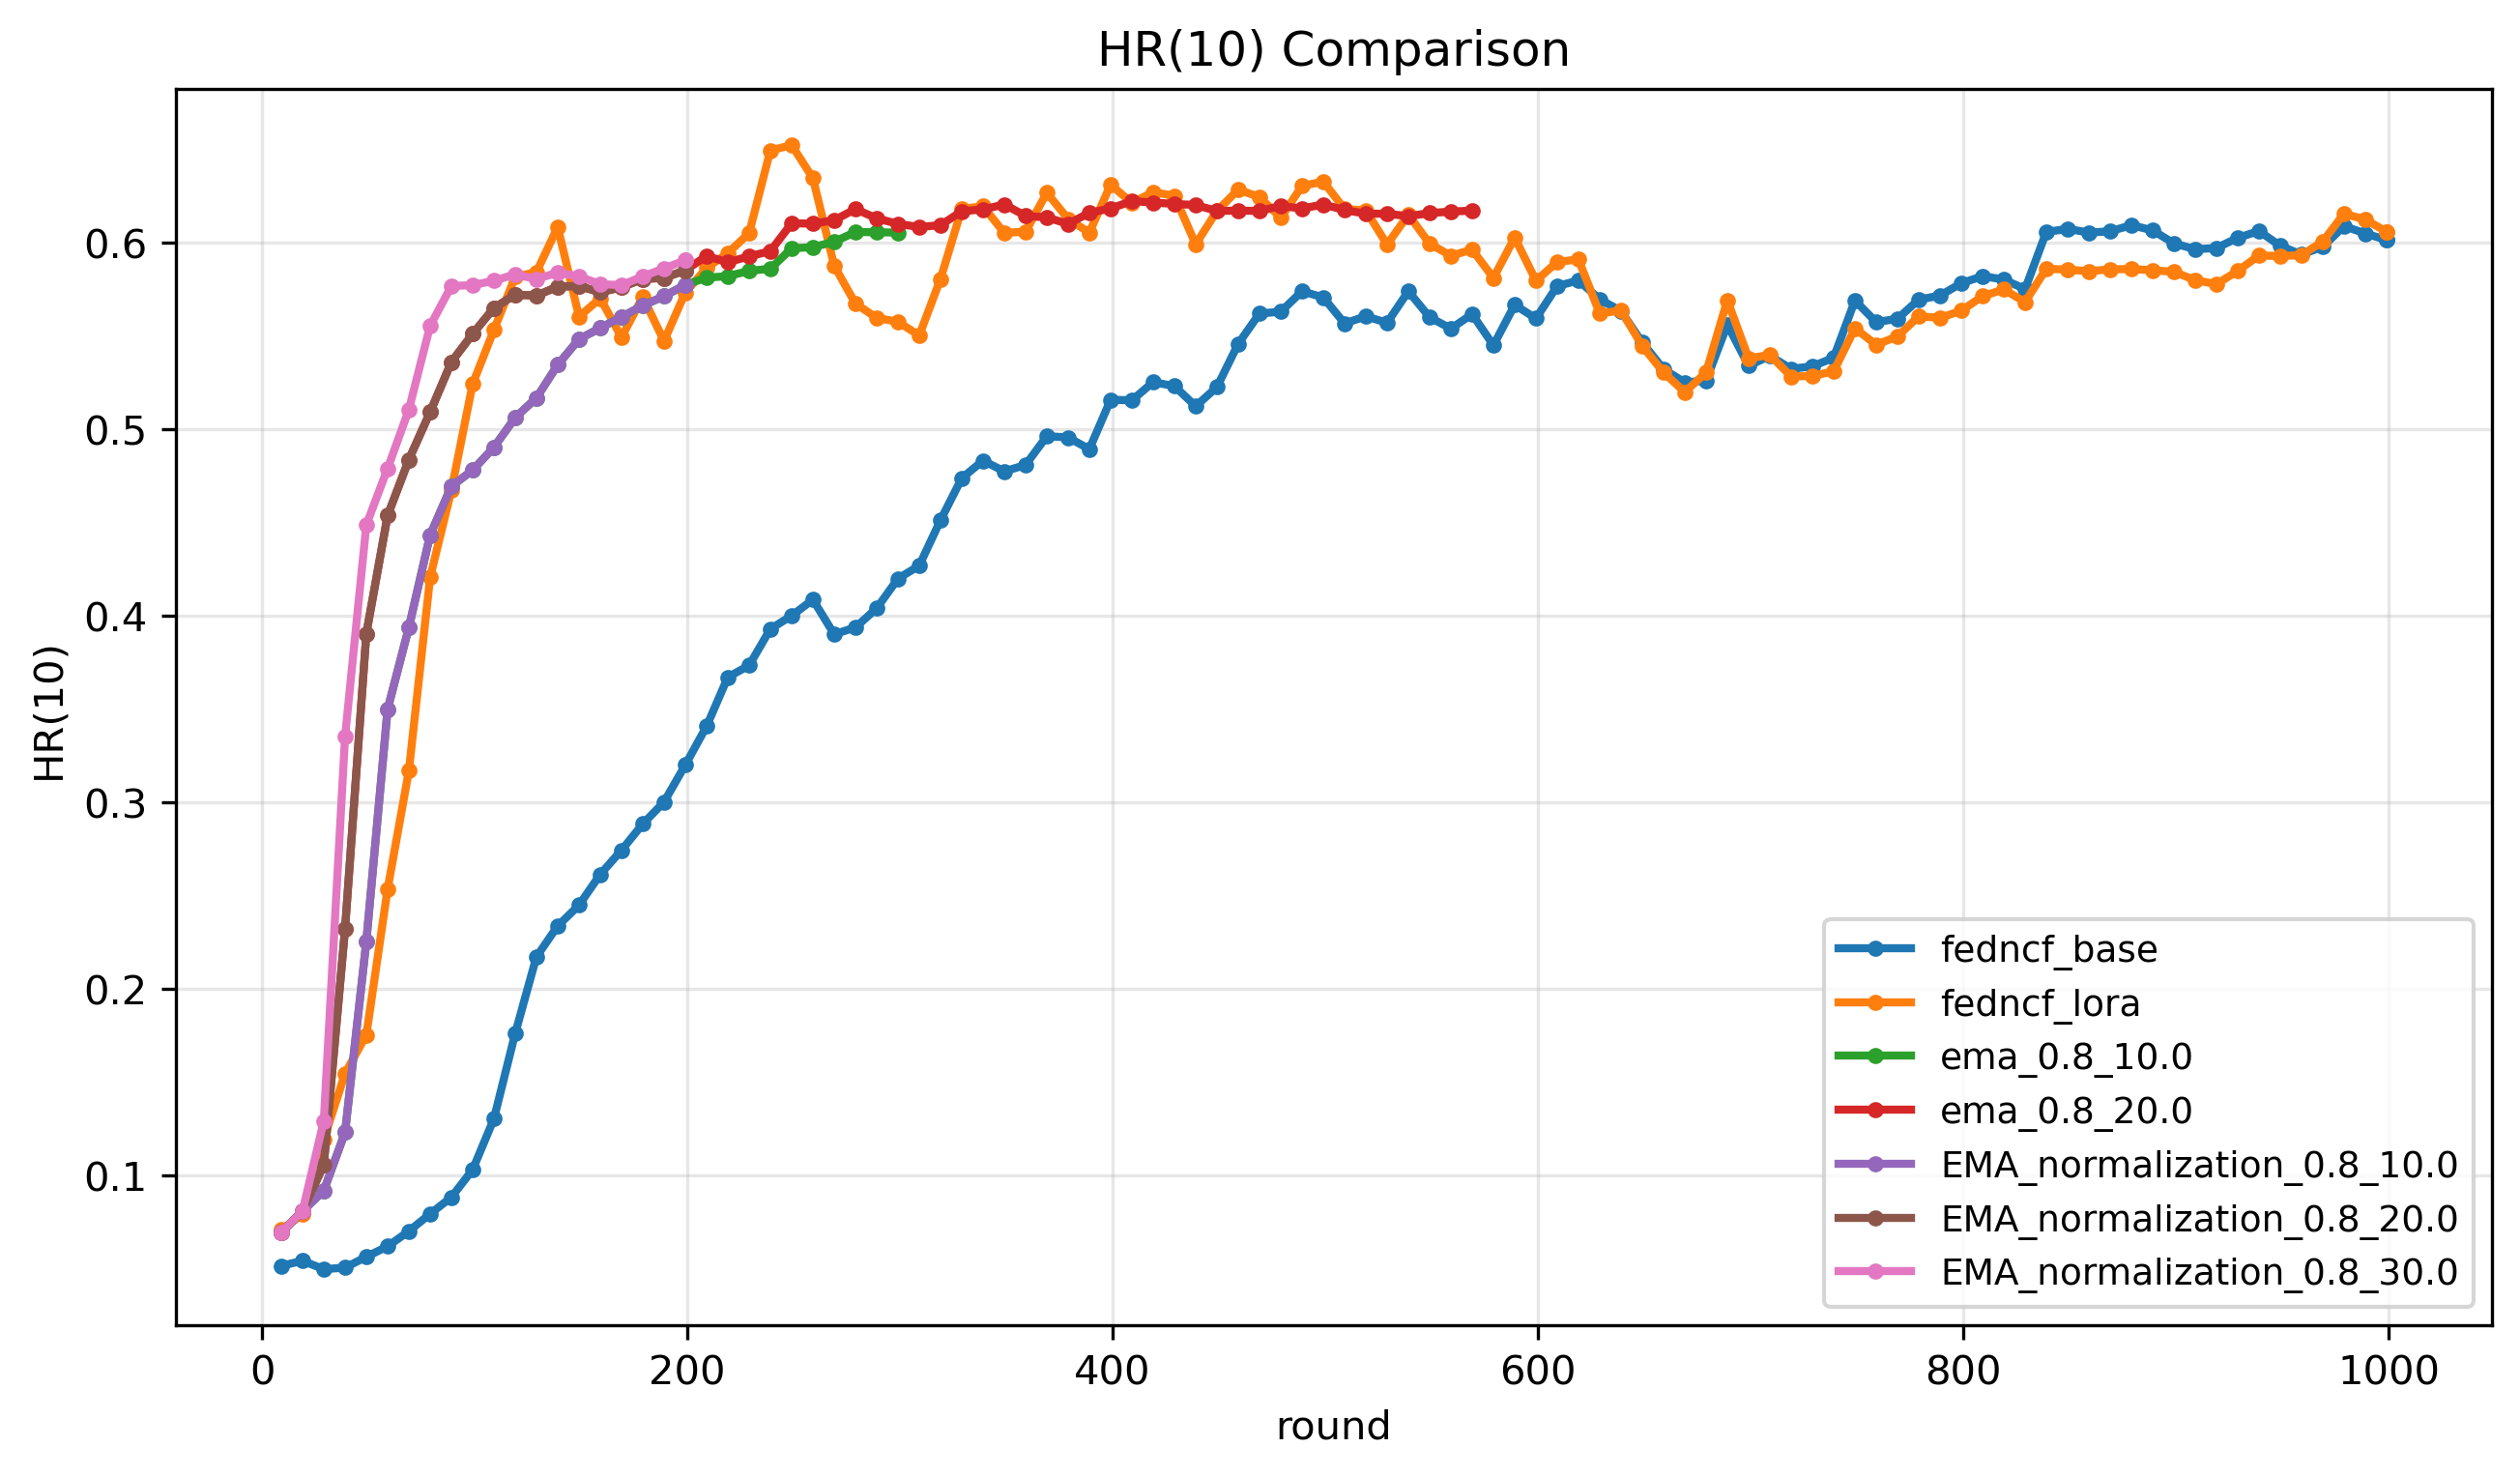 HR(10) Comparison
HR(10)
0.6
0.5
0.4
0.3
0.2
0.1
0 200 400 600 800 1000
round
fedncf_base
fedncf_lora
ema_0.8_10.0
ema_0.8_20.0
EMA_normalization_0.8_10.0
EMA_normalization_0.8_20.0
EMA_normalization_0.8_30.0